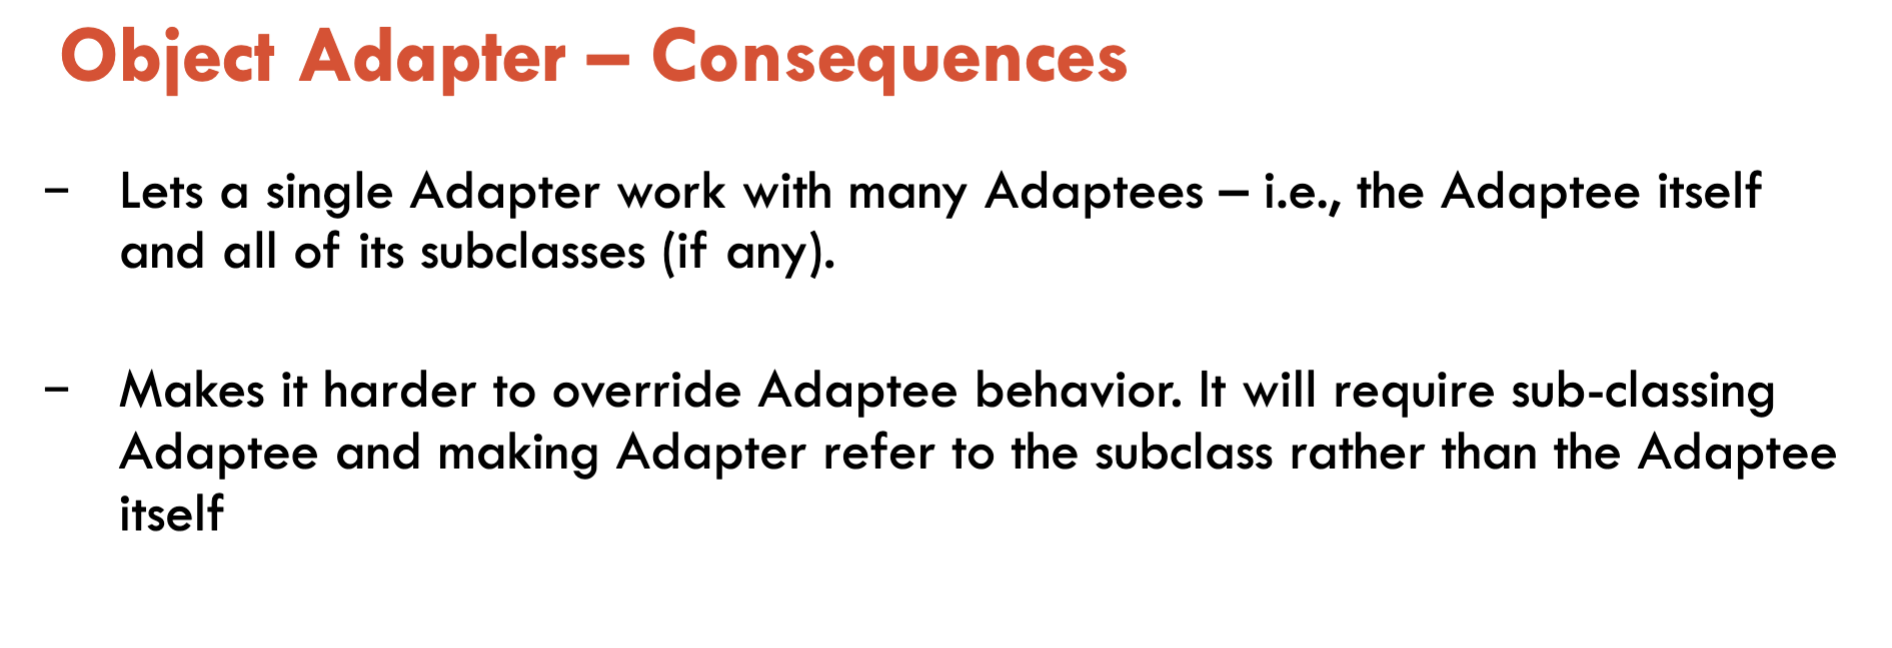 Object Adapter – Consequences
– Lets a single Adapter work with many Adaptees – i.e., the Adaptee itself
and all of its subclasses (if any).
– Makes it harder to override Adaptee behavior. It will require sub-classing
Adaptee and making Adapter refer to the subclass rather than the Adaptee
itself